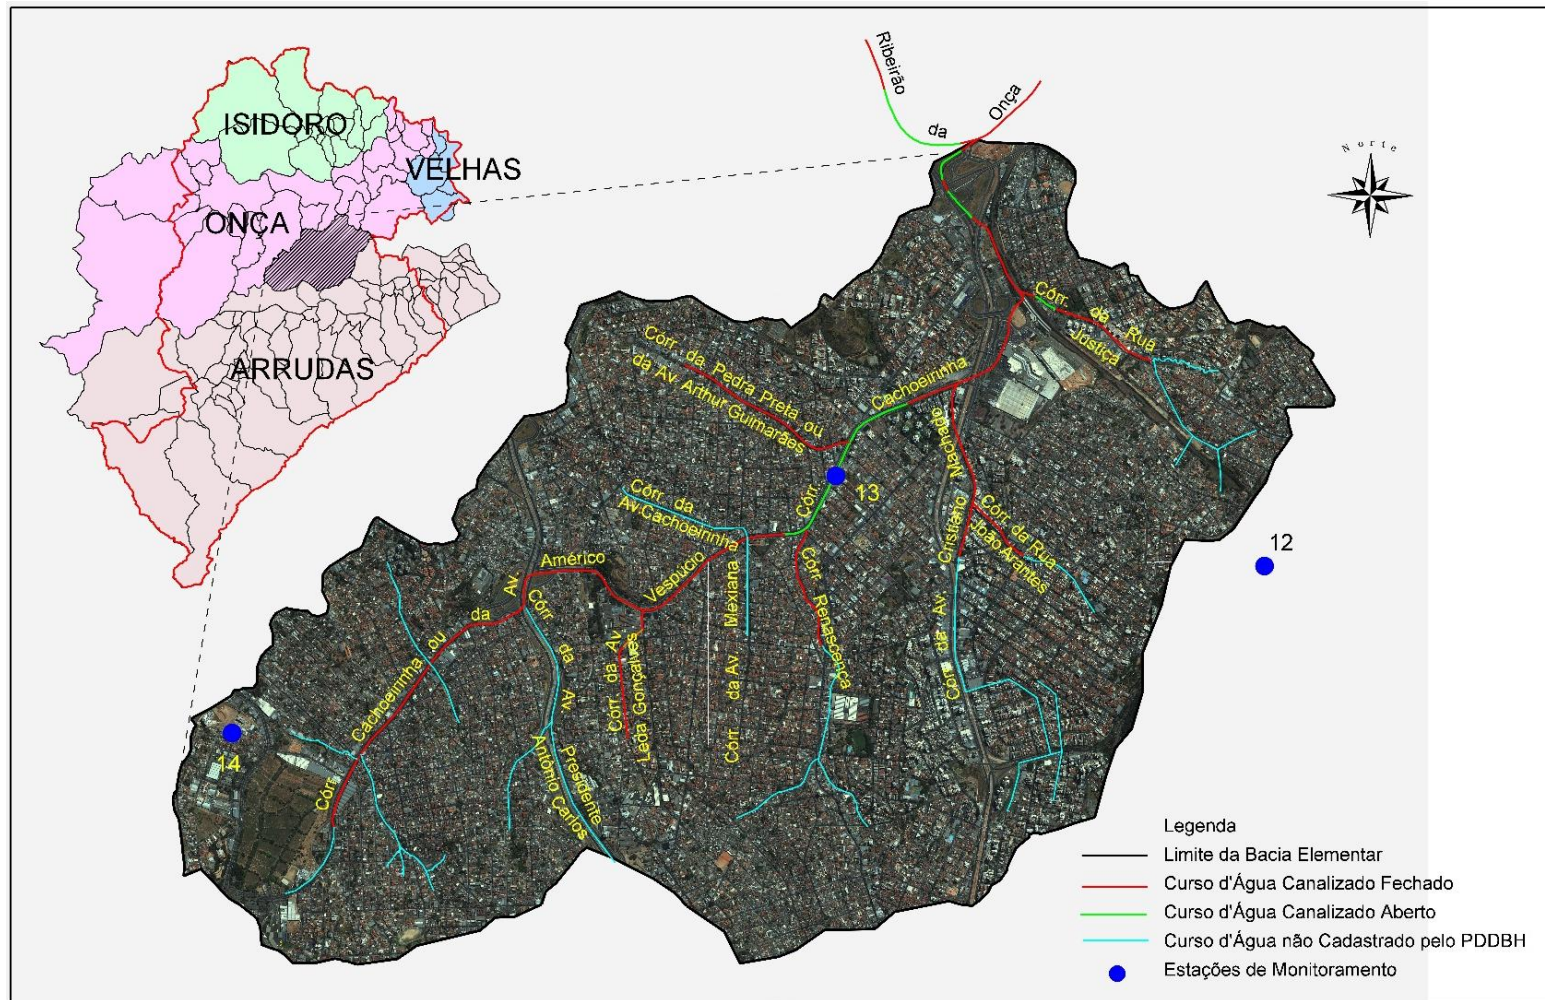 Ribeirão
da
Onça
Norte
ISIDORO
VELHAS
ONÇA
ARRUDAS
Córr. da Rua
Justiça
Córr. da Pedra Preta ou
da Av. Arthur Guimarães
Cachoeirinha
Córr.
13
Machado
Cristiano
Córr. da Av.
Córr. da Rua
João Arantes
12
Córr. da
Av. Cachoeirinha
Córr. Renascença
Mexiana
Córr. da Av.
Vespúcio
Américo
Av.
da
Cachoeirinha ou
Córr.
Córr. da Av.
Presidente
Antônio Carlos
Córr. da Av.
Leda Gonçalves
14
Legenda
Limite da Bacia Elementar
Curso d'Água Canalizado Fechado
Curso d'Água Canalizado Aberto
Curso d'Água não Cadastrado pelo PDDBH
Estações de Monitoramento